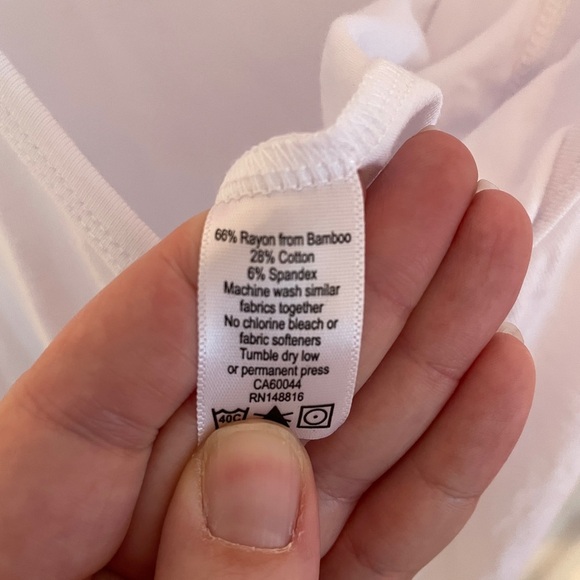 66% Rayon from Bamboo
28% Cotton
6% Spandex
Machine wash similar
fabrics together
No chlorine bleach or
fabric softeners
Tumble dry low
or permanent press
CA60044
RN148816
40C